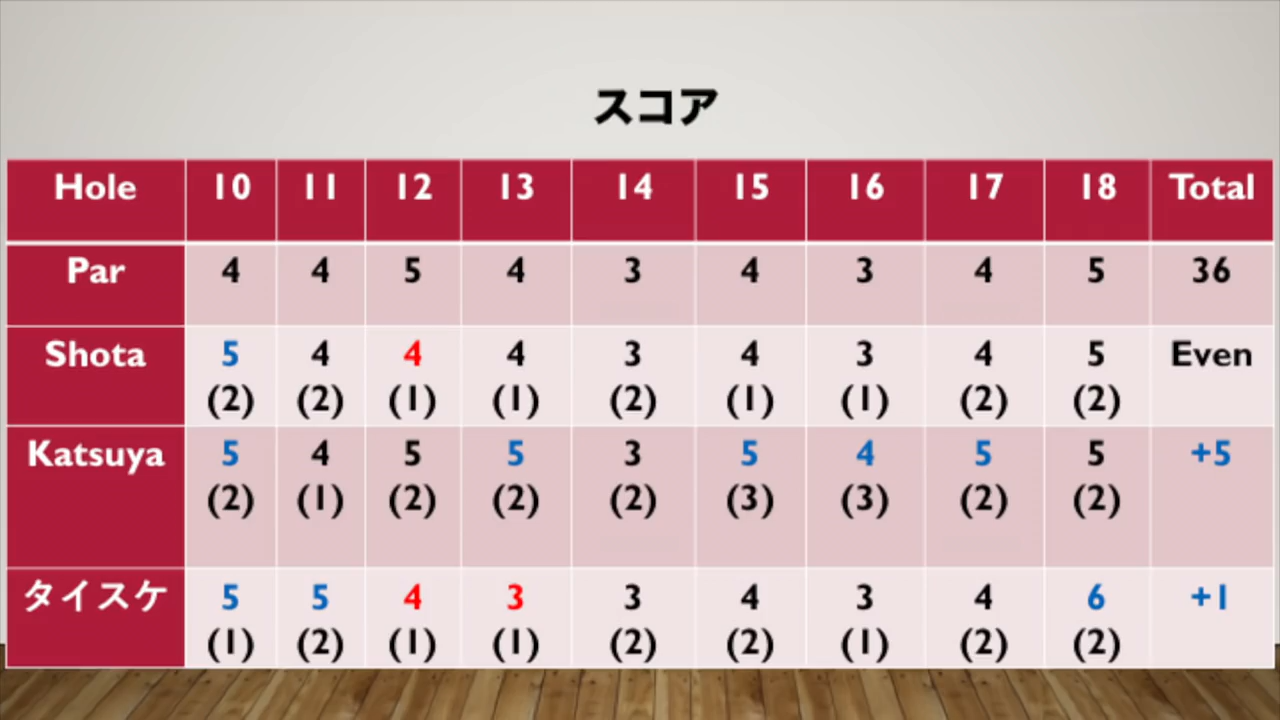 スコア
Hole 10 11 12 13 14 15 16 17 18 Total
Par 4 4 5 4 3 4 3 4 5 36
Shota 5 4 4 4 3 4 3 4 5 Even
(2) (2) (1) (1) (2) (1) (1) (2) (2)
Katsuya 5 4 5 5 3 5 4 5 5 +5
(2) (1) (2) (2) (2) (3) (3) (2) (2)
タイスケ 5 5 4 3 3 4 3 4 6 +1
(1) (2) (1) (1) (2) (2) (1) (2) (2)